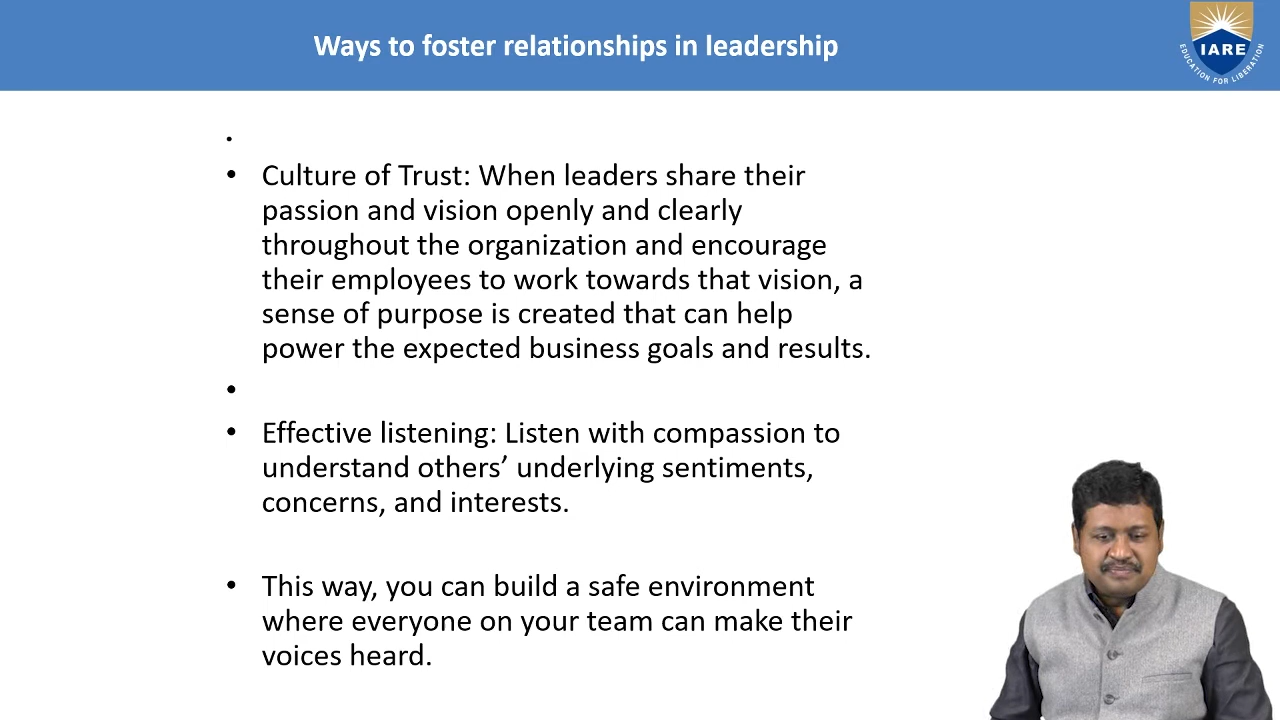 Ways to foster relationships in leadership
IARE
EDUCATION FOR LIBERATION
•
• Culture of Trust: When leaders share their
passion and vision openly and clearly
throughout the organization and encourage
their employees to work towards that vision, a
sense of purpose is created that can help
power the expected business goals and results.
•
• Effective listening: Listen with compassion to
understand others’ underlying sentiments,
concerns, and interests.
• This way, you can build a safe environment
where everyone on your team can make their
voices heard.